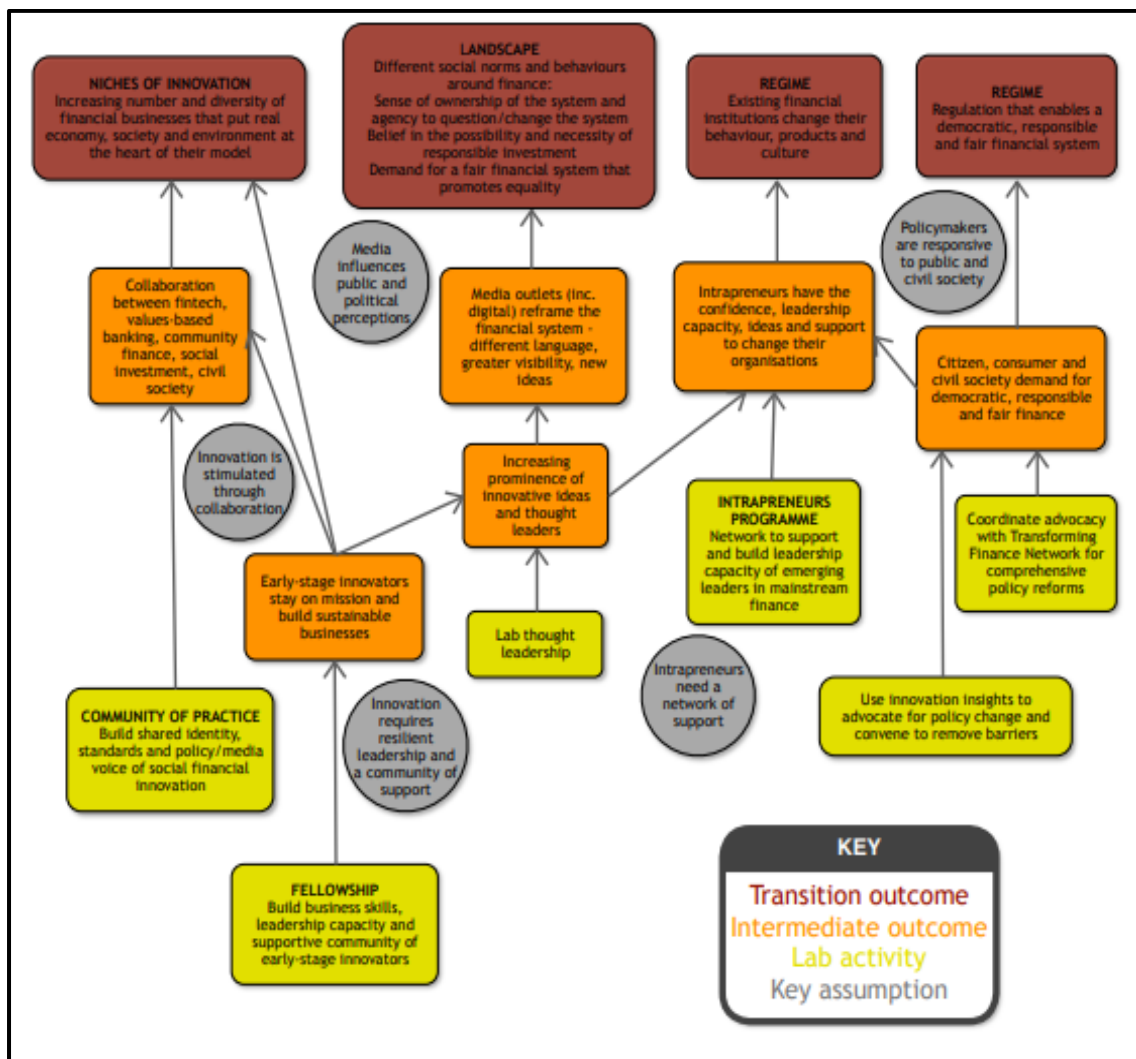 NICHES OF INNOVATION
Increasing number and diversity of
financial businesses that put real
economy, society and environment at
the heart of their model
LANDSCAPE
Different social norms and behaviours
around finance:
Sense of ownership of the system and
agency to question/change the system
Belief in the possibility and necessity of
responsible investment
Demand for a fair financial system that
promotes equality
REGIME
Existing financial
institutions change their
behaviour, products and
culture
REGIME
Regulation that enables a
democratic, responsible
and fair financial system
Media
influences
public and
political
perceptions
Policymakers
are responsive
to public and
civil society
Collaboration
between fintech,
values-based
banking, community
finance, social
investment, civil
society
Media outlets (inc.
digital) reframe the
financial system -
different language,
greater visibility, new
ideas
Intrapreneurs have the
confidence, leadership
capacity, ideas and support
to change their
organisations
Citizen, consumer and
civil society demand for
democratic, responsible
and fair finance
Innovation is
stimulated
through
collaboration
Increasing
prominence of
innovative ideas
and thought
leaders
INTRAPRENEURS
PROGRAMME
Network to support
and build leadership
capacity of emerging
leaders in mainstream
finance
Coordinate advocacy
with Transforming
Finance Network for
comprehensive
policy reforms
Early-stage innovators
stay on mission and
build sustainable
businesses
Lab thought
leadership
Intrapreneurs
need a
network of
support
Use innovation insights to
advocate for policy change and
convene to remove barriers
COMMUNITY OF PRACTICE
Build shared identity,
standards and policy/media
voice of social financial
innovation
Innovation
requires
resilient
leadership and
a community of
support
FELLOWSHIP
Build business skills,
leadership capacity and
supportive community of
early-stage innovators
KEY
Transition outcome
Intermediate outcome
Lab activity
Key assumption